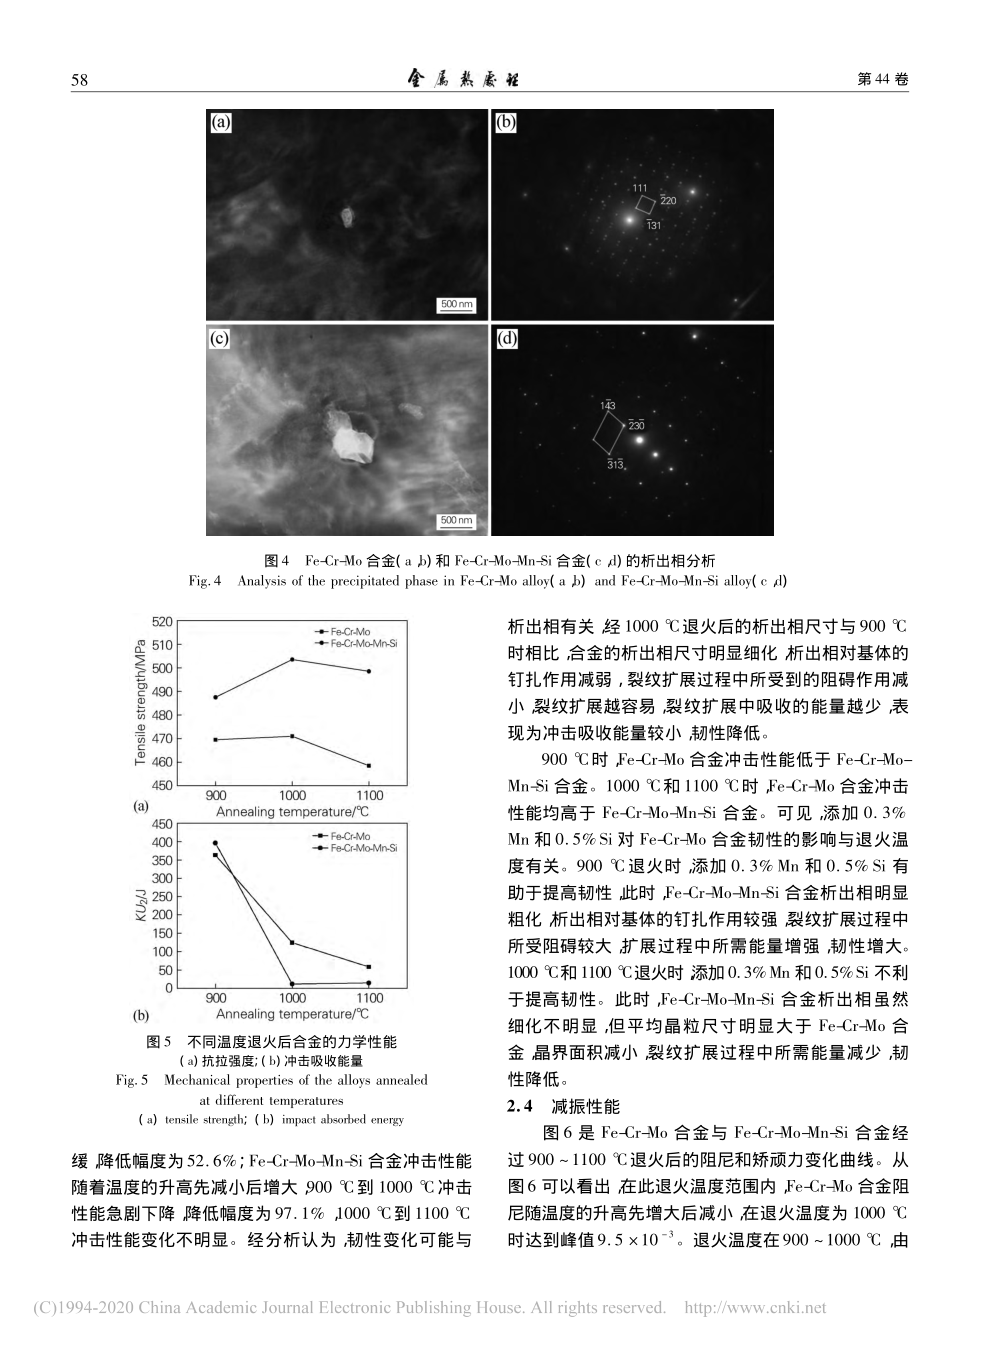 58
金属热处理
第 44 卷
(a)
500 nm
(b)
111
2̄20
1̄31
(c)
500 nm
(d)
14̄3
2̄30̄
3̄13̄
图 4 Fe-Cr-Mo 合金( a ,b) 和 Fe-Cr-Mo-Mn-Si 合金( c ,d) 的析出相分析
Fig. 4 Analysis of the precipitated phase in Fe-Cr-Mo alloy( a ,b) and Fe-Cr-Mo-Mn-Si alloy( c ,d)
520
510
500
490
480
470
460
450
Tensile strength/MPa
Fe-Cr-Mo
Fe-Cr-Mo-Mn-Si
900 1000 1100
(a) Annealing temperature/℃
450
400
350
300
250
200
150
100
50
0
KU₂/J
Fe-Cr-Mo
Fe-Cr-Mo-Mn-Si
900 1000 1100
(b) Annealing temperature/℃
图 5 不同温度退火后合金的力学性能
( a) 抗拉强度; ( b) 冲击吸收能量
Fig. 5 Mechanical properties of the alloys annealed
at different temperatures
( a) tensile strength; ( b) impact absorbed energy
缓 ,降低幅度为 52. 6% ; Fe-Cr-Mo-Mn-Si 合金冲击性能
随着温度的升高先减小后增大 ,900 ℃到 1000 ℃冲击
性能急剧下降 ,降低幅度为 97. 1% ,1000 ℃到 1100 ℃
冲击性能变化不明显。经分析认为 ,韧性变化可能与
析出相有关 ,经 1000 ℃退火后的析出相尺寸与 900 ℃
时相比 ,合金的析出相尺寸明显细化 ,析出相对基体的
钉扎作用减弱 , 裂纹扩展过程中所受到的阻碍作用减
小 ,裂纹扩展越容易 ,裂纹扩展中吸收的能量越少 ,表
现为冲击吸收能量较小 ,韧性降低。
900 ℃时 ,Fe-Cr-Mo 合金冲击性能低于 Fe-Cr-Mo-
Mn-Si 合金。1000 ℃和 1100 ℃时 ,Fe-Cr-Mo 合金冲击
性能均高于 Fe-Cr-Mo-Mn-Si 合金。可见 ,添加 0. 3%
Mn 和 0. 5% Si 对 Fe-Cr-Mo 合金韧性的影响与退火温
度有关。900 ℃退火时 ,添加 0. 3% Mn 和 0. 5% Si 有
助于提高韧性 ,此时 ,Fe-Cr-Mo-Mn-Si 合金析出相明显
粗化 ,析出相对基体的钉扎作用较强 ,裂纹扩展过程中
所受阻碍较大 ,扩展过程中所需能量增强 ,韧性增大。
1000 ℃和 1100 ℃退火时 ,添加 0. 3% Mn 和 0. 5% Si 不利
于提高韧性。此时 ,Fe-Cr-Mo-Mn-Si 合金析出相虽然
细化不明显 ,但平均晶粒尺寸明显大于 Fe-Cr-Mo 合
金 ,晶界面积减小 ,裂纹扩展过程中所需能量减少 ,韧
性降低。
2. 4 减振性能
图 6 是 Fe-Cr-Mo 合金与 Fe-Cr-Mo-Mn-Si 合金经
过 900 ~ 1100 ℃退火后的阻尼和矫顽力变化曲线。从
图 6 可以看出 ,在此退火温度范围内 ,Fe-Cr-Mo 合金阻
尼随温度的升高先增大后减小 ,在退火温度为 1000 ℃
时达到峰值 9. 5 × 10⁻³。退火温度在 900 ~ 1000 ℃ ,由
(C)1994-2020 China Academic Journal Electronic Publishing House. All rights reserved. http://www.cnki.net